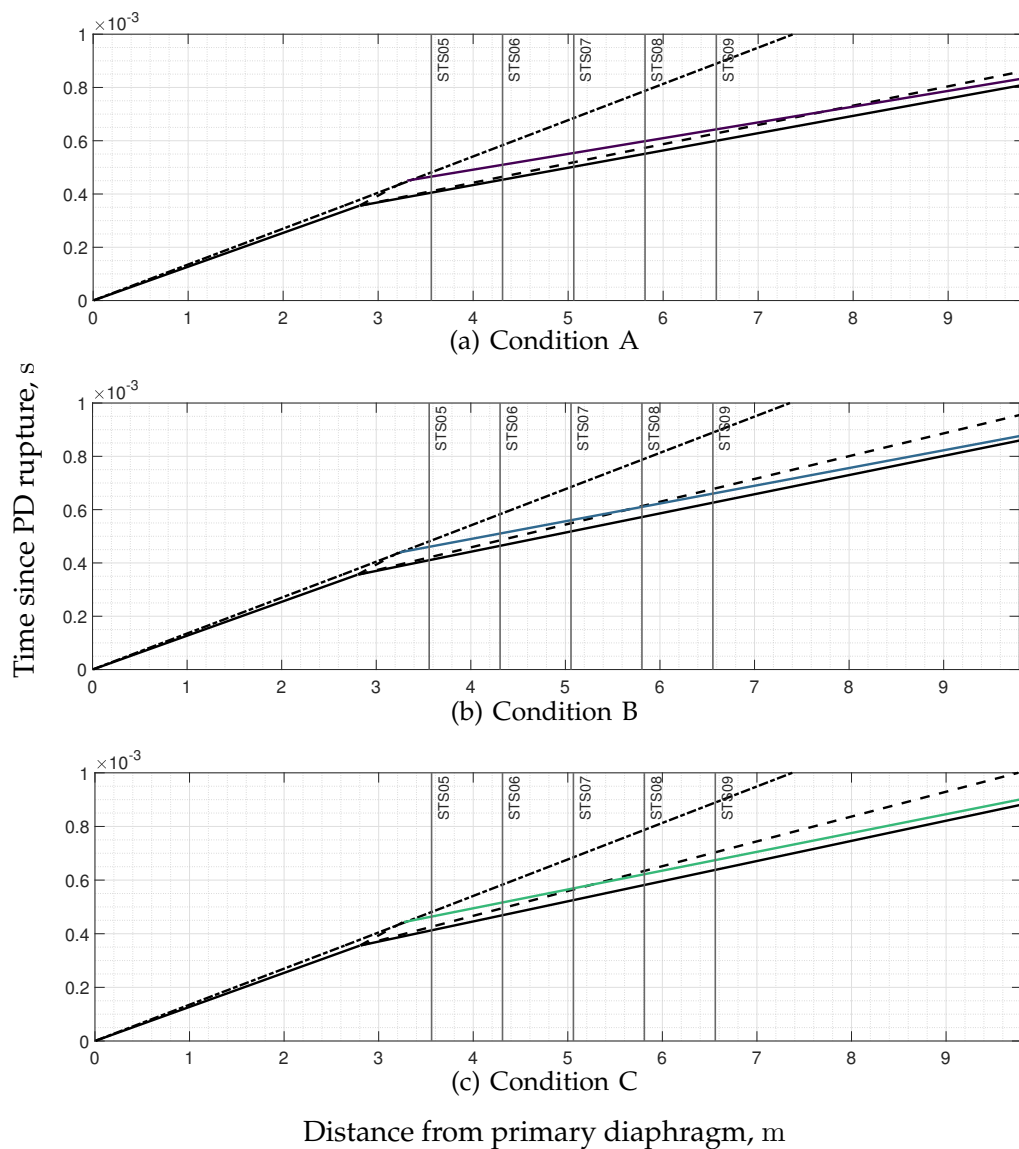 ×10-3
1
0.8
0.6
0.4
0.2
0
STS05
STS06
STS07
STS08
STS09
0 1 2 3 4 5 6 7 8 9
(a) Condition A
Time since PD rupture, s
×10-3
1
0.8
0.6
0.4
0.2
0
STS05
STS06
STS07
STS08
STS09
0 1 2 3 4 5 6 7 8 9
(b) Condition B
×10-3
1
0.8
0.6
0.4
0.2
0
STS05
STS06
STS07
STS08
STS09
0 1 2 3 4 5 6 7 8 9
(c) Condition C
Distance from primary diaphragm, m